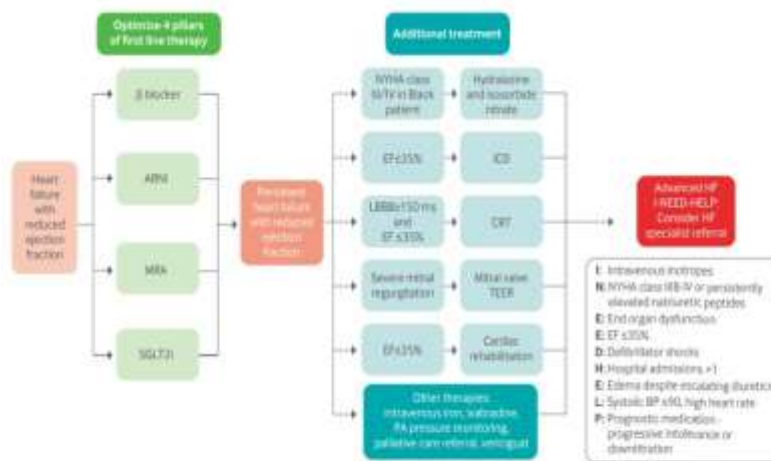 Optimize 4 pillars
of first line therapy
Additional treatment
β blocker
ARNI
MRA
SGLT2i
Heart
failure
with
reduced
ejection
fraction
Persistent
heart failure
with reduced
ejection
fraction
NYHA class
III/IV in Black
patient
Hydralazine
and isosorbide
nitrate
EF≤35%
ICD
LBBB≥150 ms
and
EF ≤35%
CRT
Severe mitral
regurgitation
Mitral valve
TEER
EF≤35%
Cardiac
rehabilitation
Other therapies:
intravenous iron, ivabradine,
PA pressure monitoring,
palliative care referral, vericiguat
Advanced HF
I-NEED-HELP:
Consider HF
specialist referral
I: Intravenous inotropes
N: NYHA class IIIB-IV or persistently
elevated natriuretic peptides
E: End organ dysfunction
E: EF ≤35%
D: Defibrillator shocks
H: Hospital admissions >1
E: Edema despite escalating diuretics
L: Systolic BP ≤90, high heart rate
P: Prognostic medication -
progressive intolerance or
downtitration